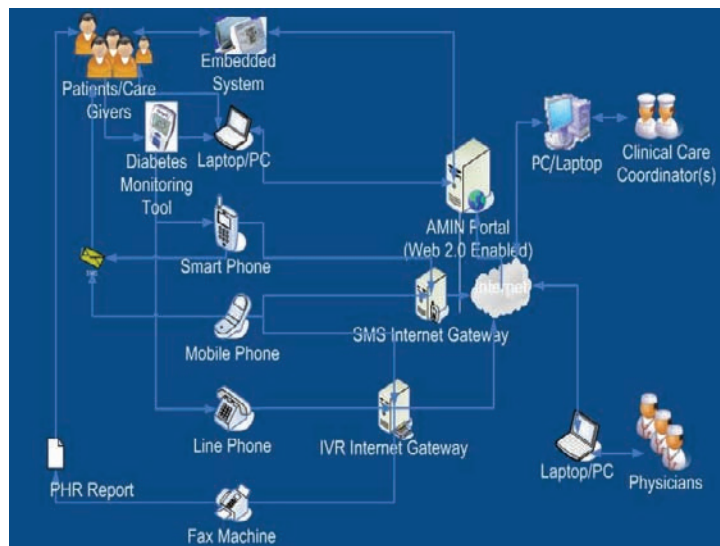 Patients/Care
Givers
Embedded
System
Diabetes
Monitoring
Tool
Laptop/PC
AMIN Portal
(Web 2.0 Enabled)
PC/Laptop
Clinical Care
Coordinator(s)
Smart Phone
Internet
SMS Internet Gateway
Mobile Phone
Line Phone
IVR Internet Gateway
Laptop/PC
Physicians
PHR Report
Fax Machine